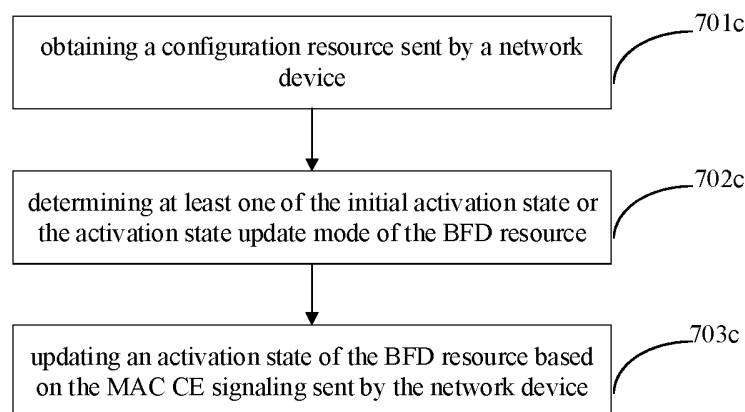 701c
obtaining a configuration resource sent by a network
device
702c
determining at least one of the initial activation state or
the activation state update mode of the BFD resource
703c
updating an activation state of the BFD resource based
on the MAC CE signaling sent by the network device